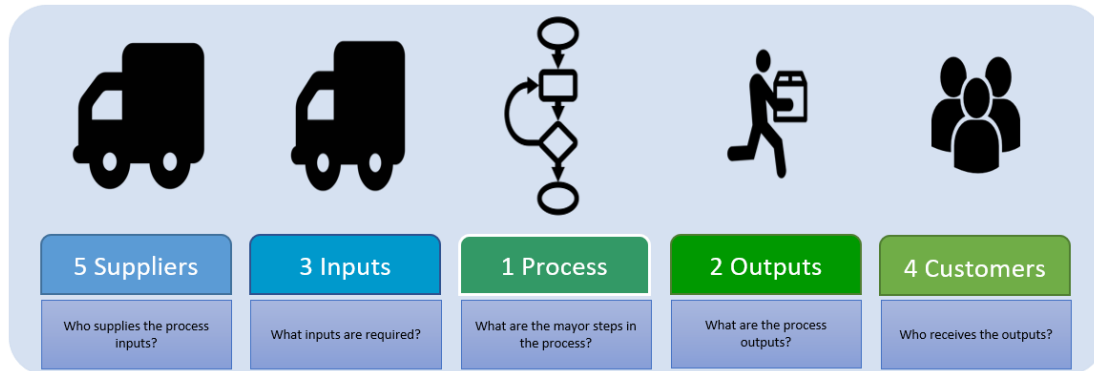 5 Suppliers
3 Inputs
1 Process
2 Outputs
4 Customers
Who supplies the process
inputs?
What inputs are required?
What are the mayor steps in
the process?
What are the process
outputs?
Who receives the outputs?